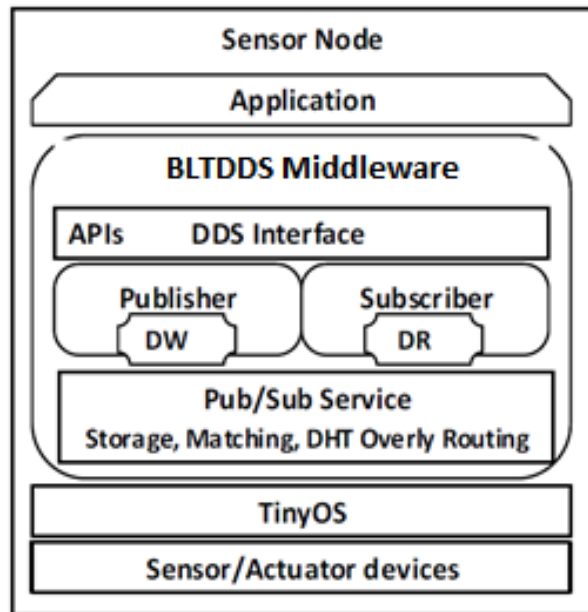 Sensor Node
Application
BLTDDS Middleware
APIs DDS Interface
Publisher Subscriber
DW DR
Pub/Sub Service
Storage, Matching, DHT Overly Routing
TinyOS
Sensor/Actuator devices